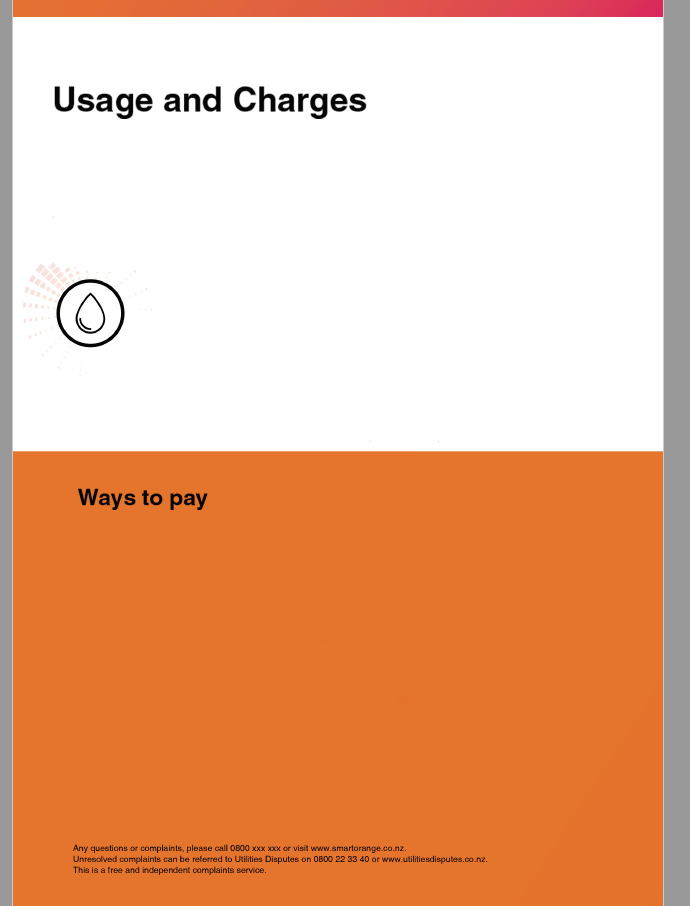 Usage and Charges
Ways to pay
Any questions or complaints, please call 0800 xxx xxx or visit www.smartorange.co.nz.
Unresolved complaints can be referred to Utilities Disputes on 0800 22 33 40 or www.utilitiesdisputes.co.nz.
This is a free and independent complaints service.